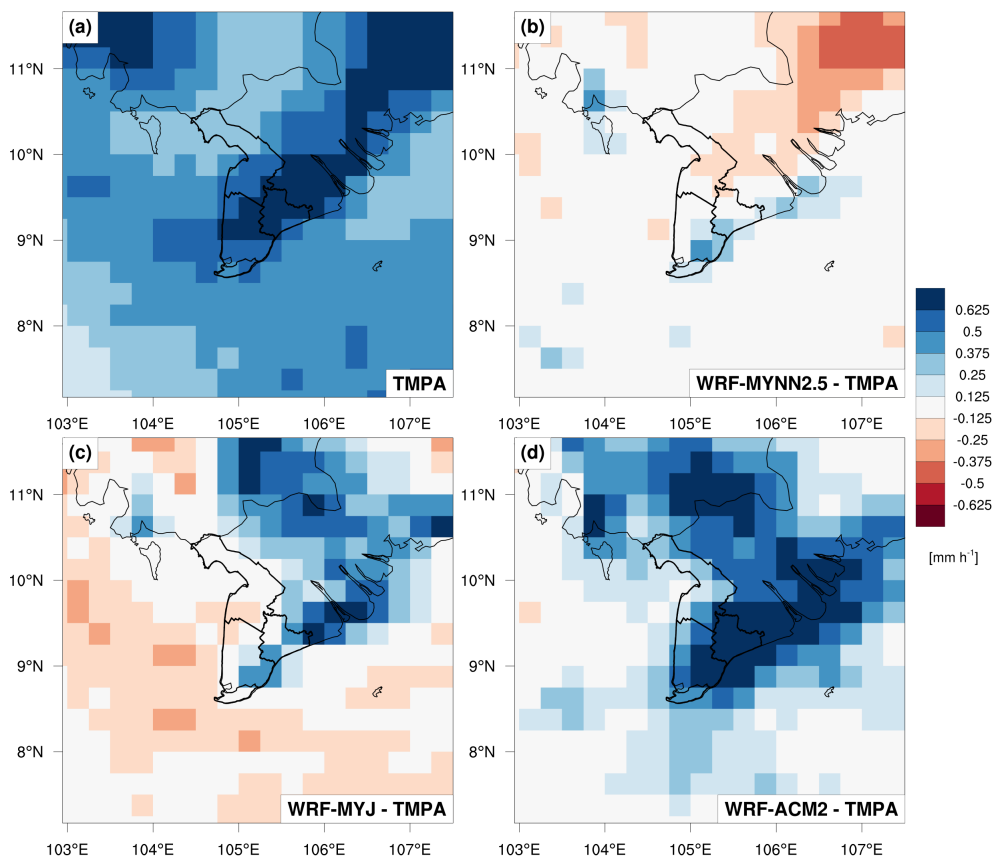 (a)
(b)
11°N
10°N
9°N
8°N
TMPA
WRF-MYNN2.5 - TMPA
103°E 104°E 105°E 106°E 107°E
103°E 104°E 105°E 106°E 107°E
0.625
0.5
0.375
0.25
0.125
-0.125
-0.25
-0.375
-0.5
-0.625
[mm h⁻¹]
(c)
(d)
11°N
10°N
9°N
8°N
11°N
10°N
9°N
8°N
WRF-MYJ - TMPA
WRF-ACM2 - TMPA
103°E 104°E 105°E 106°E 107°E
103°E 104°E 105°E 106°E 107°E
11°N
10°N
9°N
8°N